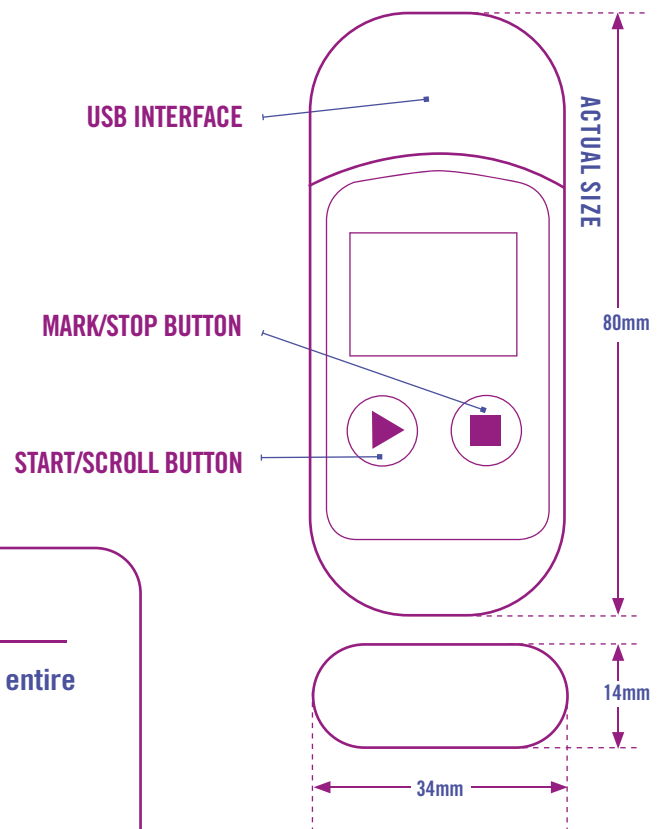 USB INTERFACE
ACTUAL SIZE
MARK/STOP BUTTON
80mm
START/SCROLL BUTTON
entire
14mm
34mm